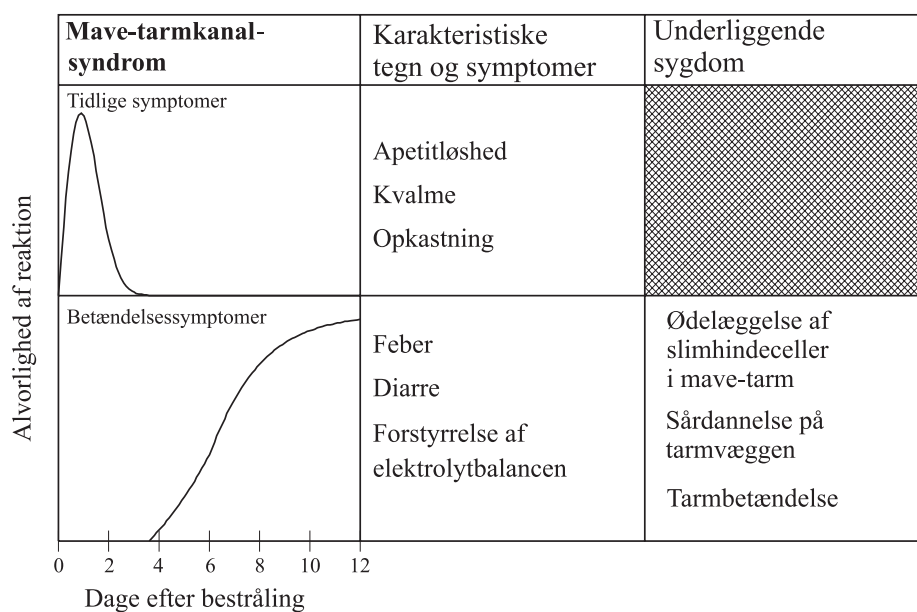 Mave-tarmkanal-
syndrom
Karakteristiske
tegn og symptomer
Underliggende
sygdom
Alvorlighed af reaktion
Tidlige symptomer
Apetitløshed
Kvalme
Opkastning
Betændelsessymptomer
Feber
Diarre
Forstyrrelse af
elektrolytbalancen
Ødelæggelse af
slimhindeceller
i mave-tarm
Sårdannelse på
tarmvæggen
Tarmbetændelse
0 2 4 6 8 10 12
Dage efter bestråling